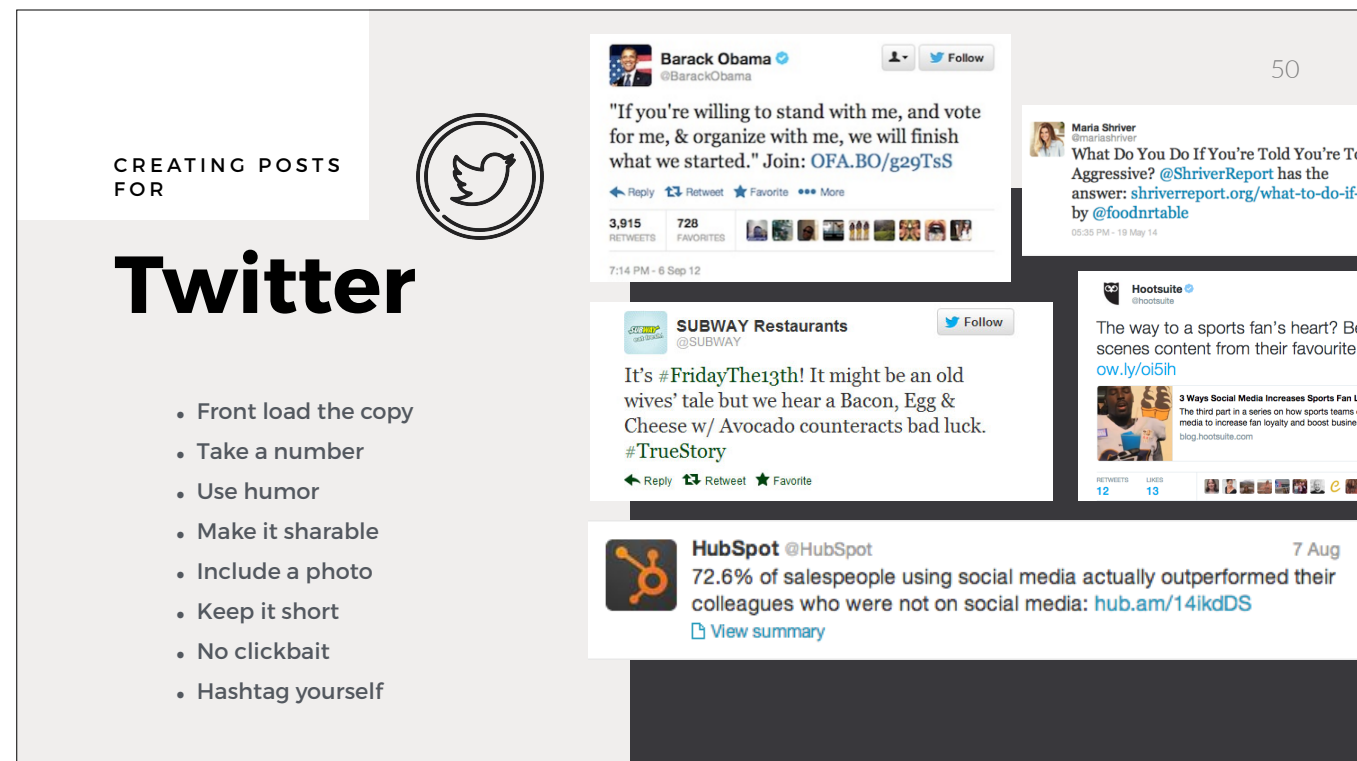 50
CREATING POSTS
FOR
Twitter
• Front load the copy
• Take a number
• Use humor
• Make it sharable
• Include a photo
• Keep it short
• No clickbait
• Hashtag yourself
Barack Obama
@BarackObama
Follow
"If you're willing to stand with me, and vote
for me, & organize with me, we will finish
what we started." Join: OFA.BO/g29TsS
Reply Retweet Favorite More
3,915 728
RETWEETS FAVORITES
7:14 PM - 6 Sep 12
Maria Shriver
@mariashriver
What Do You Do If You're Told You're
Aggressive? @ShriverReport has the
answer: shriverreport.org/what-to-do-if-
by @foodnrtable
05:35 PM - 19 May 14
SUBWAY Restaurants
@SUBWAY
Follow
It's #FridayThe13th! It might be an old
wives' tale but we hear a Bacon, Egg &
Cheese w/ Avocado counteracts bad luck.
#TrueStory
Reply Retweet Favorite
Hootsuite
@hootsuite
The way to a sports fan's heart?
scenes content from their favourite
ow.ly/oi5ih
3 Ways Social Media Increases Sports Fan
The third part in a series on how sports teams
media to increase fan loyalty and boost
blog.hootsuite.com
RETWEETS LIKES
12 13
HubSpot @HubSpot 7 Aug
72.6% of salespeople using social media actually outperformed their
colleagues who were not on social media: hub.am/14ikdDS
View summary